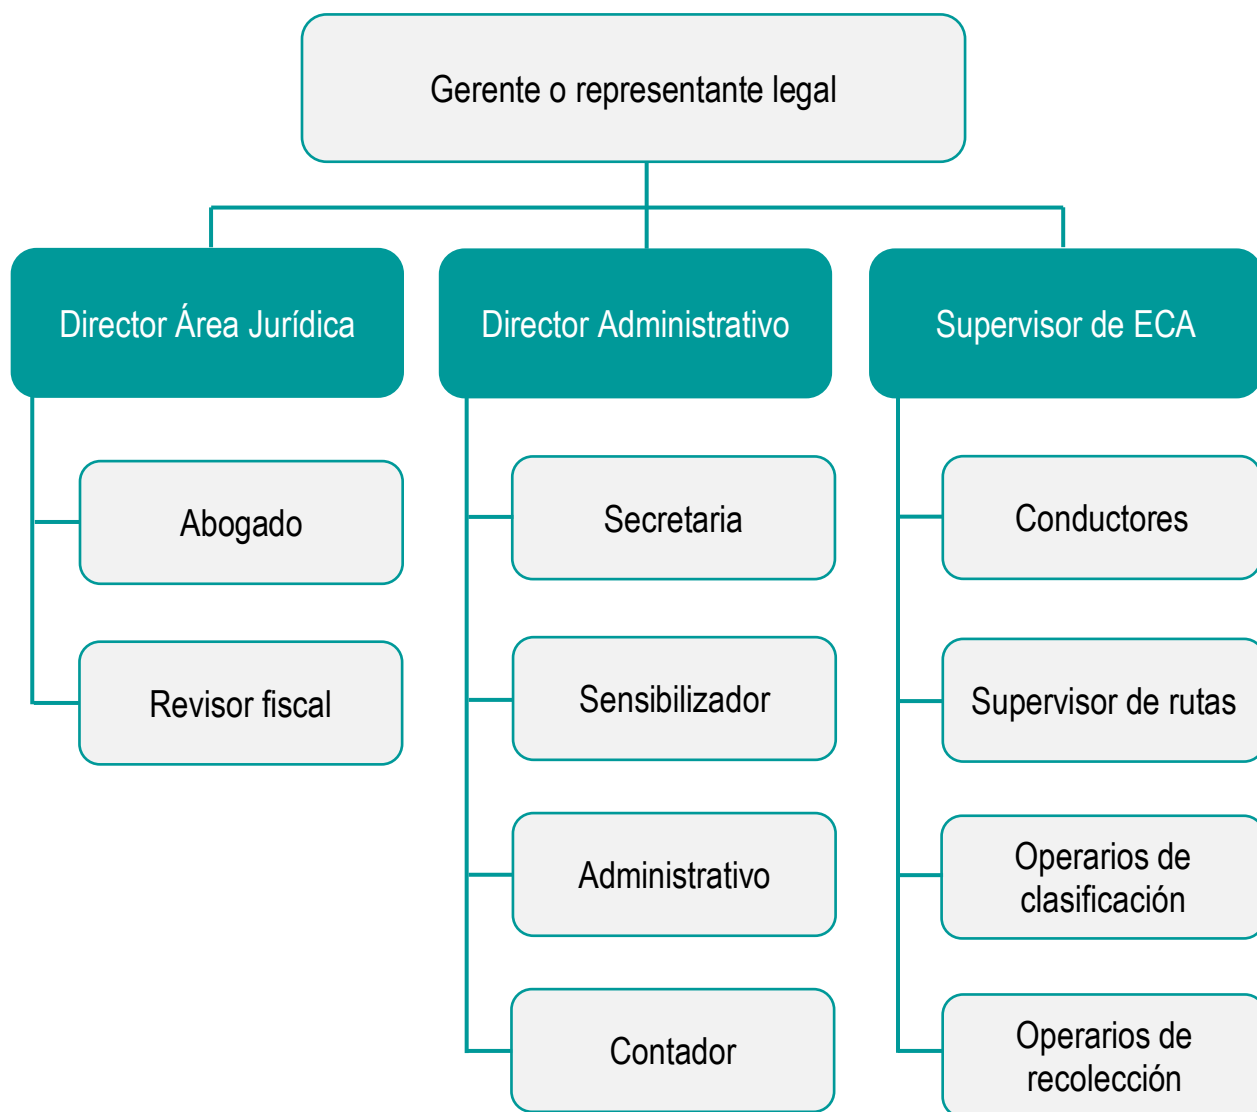 Gerente o representante legal
Director Área Jurídica
Director Administrativo
Supervisor de ECA
Abogado
Secretaria
Conductores
Revisor fiscal
Sensibilizador
Supervisor de rutas
Administrativo
Operarios de
clasificación
Contador
Operarios de
recolección